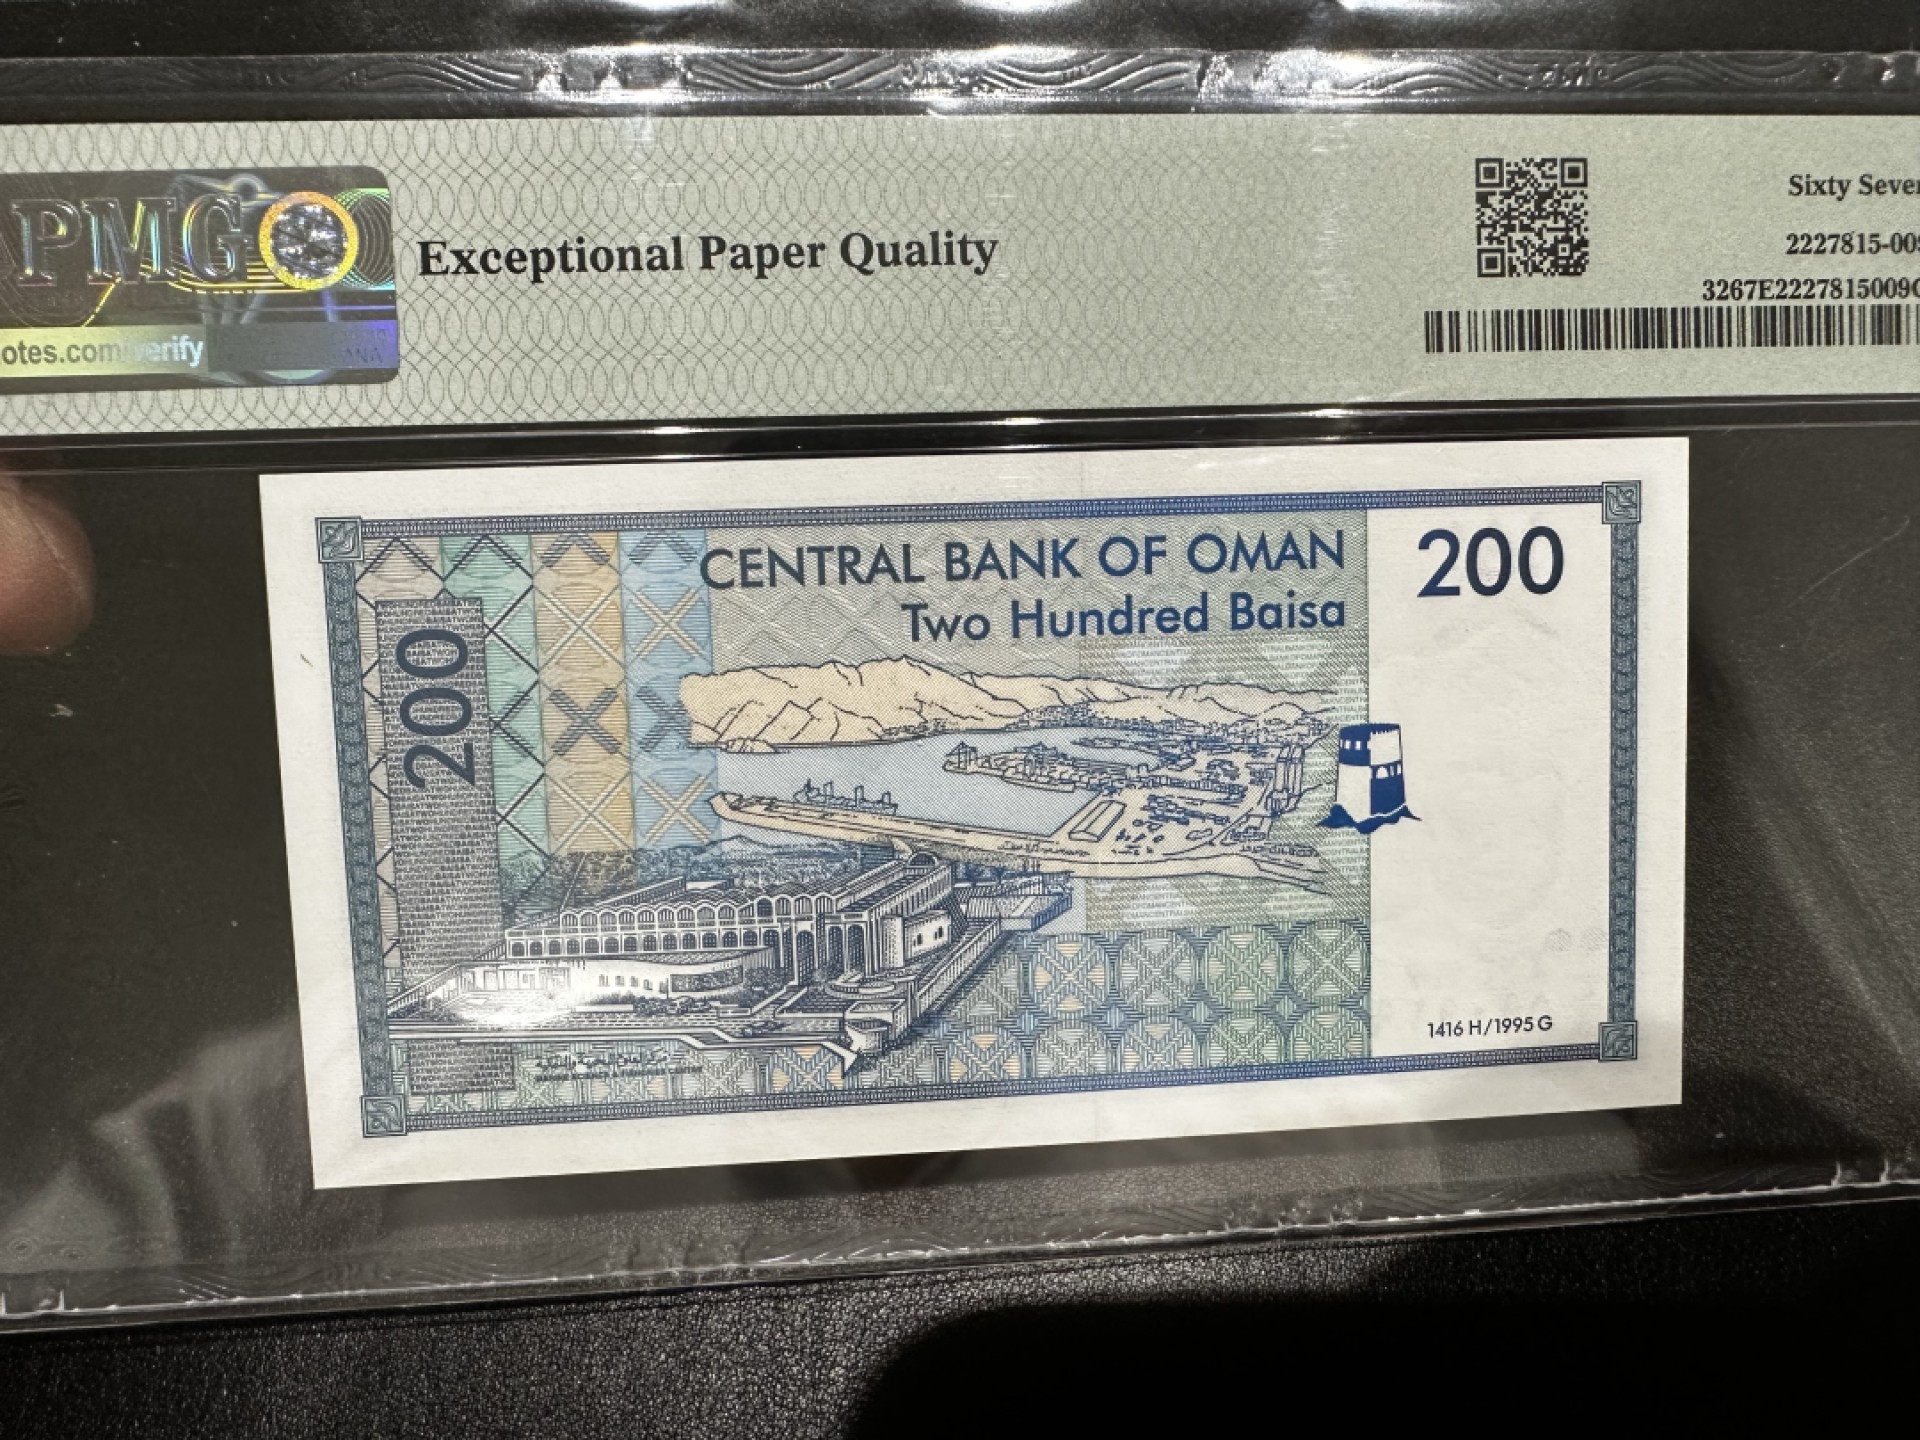 PMG
otes.com/verify
Exceptional Paper Quality
Sixty Seven
2227815-00
3267E2227815009
CENTRAL BANK OF OMAN
Two Hundred Baisa
200
200
1416 H/1995 G